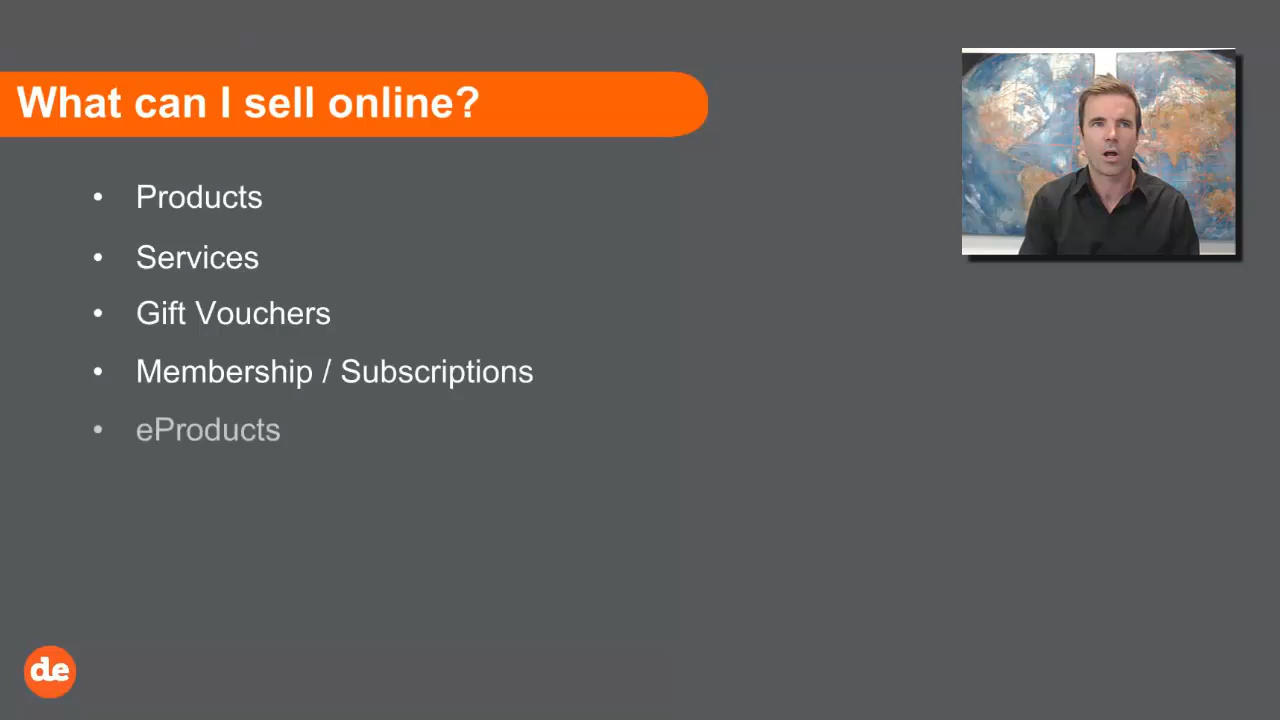 What can I sell online?
• Products
• Services
• Gift Vouchers
• Membership / Subscriptions
• eProducts
de